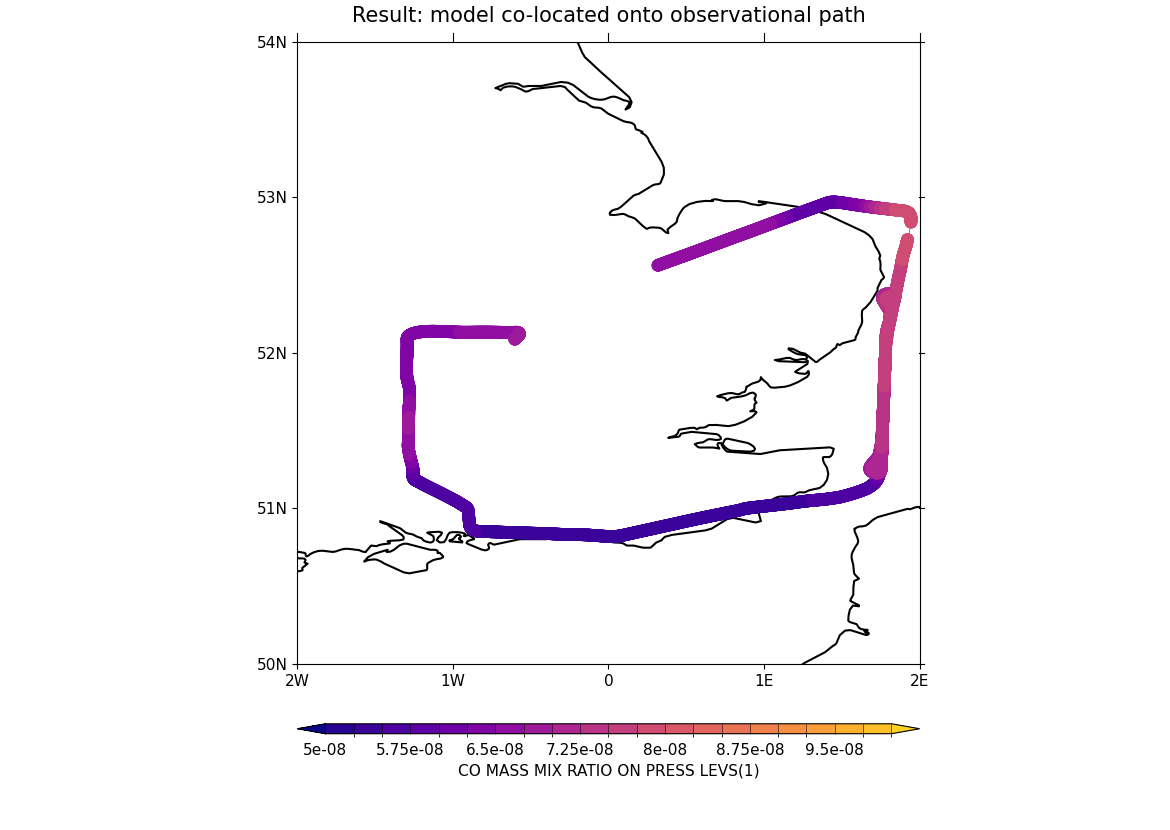 Result: model co-located onto observational path
54N
53N
52N
51N
50N
2W 1W 0 1E 2E
5e-08 5.75e-08 6.5e-08 7.25e-08 8e-08 8.75e-08 9.5e-08
CO MASS MIX RATIO ON PRESS LEVS(1)